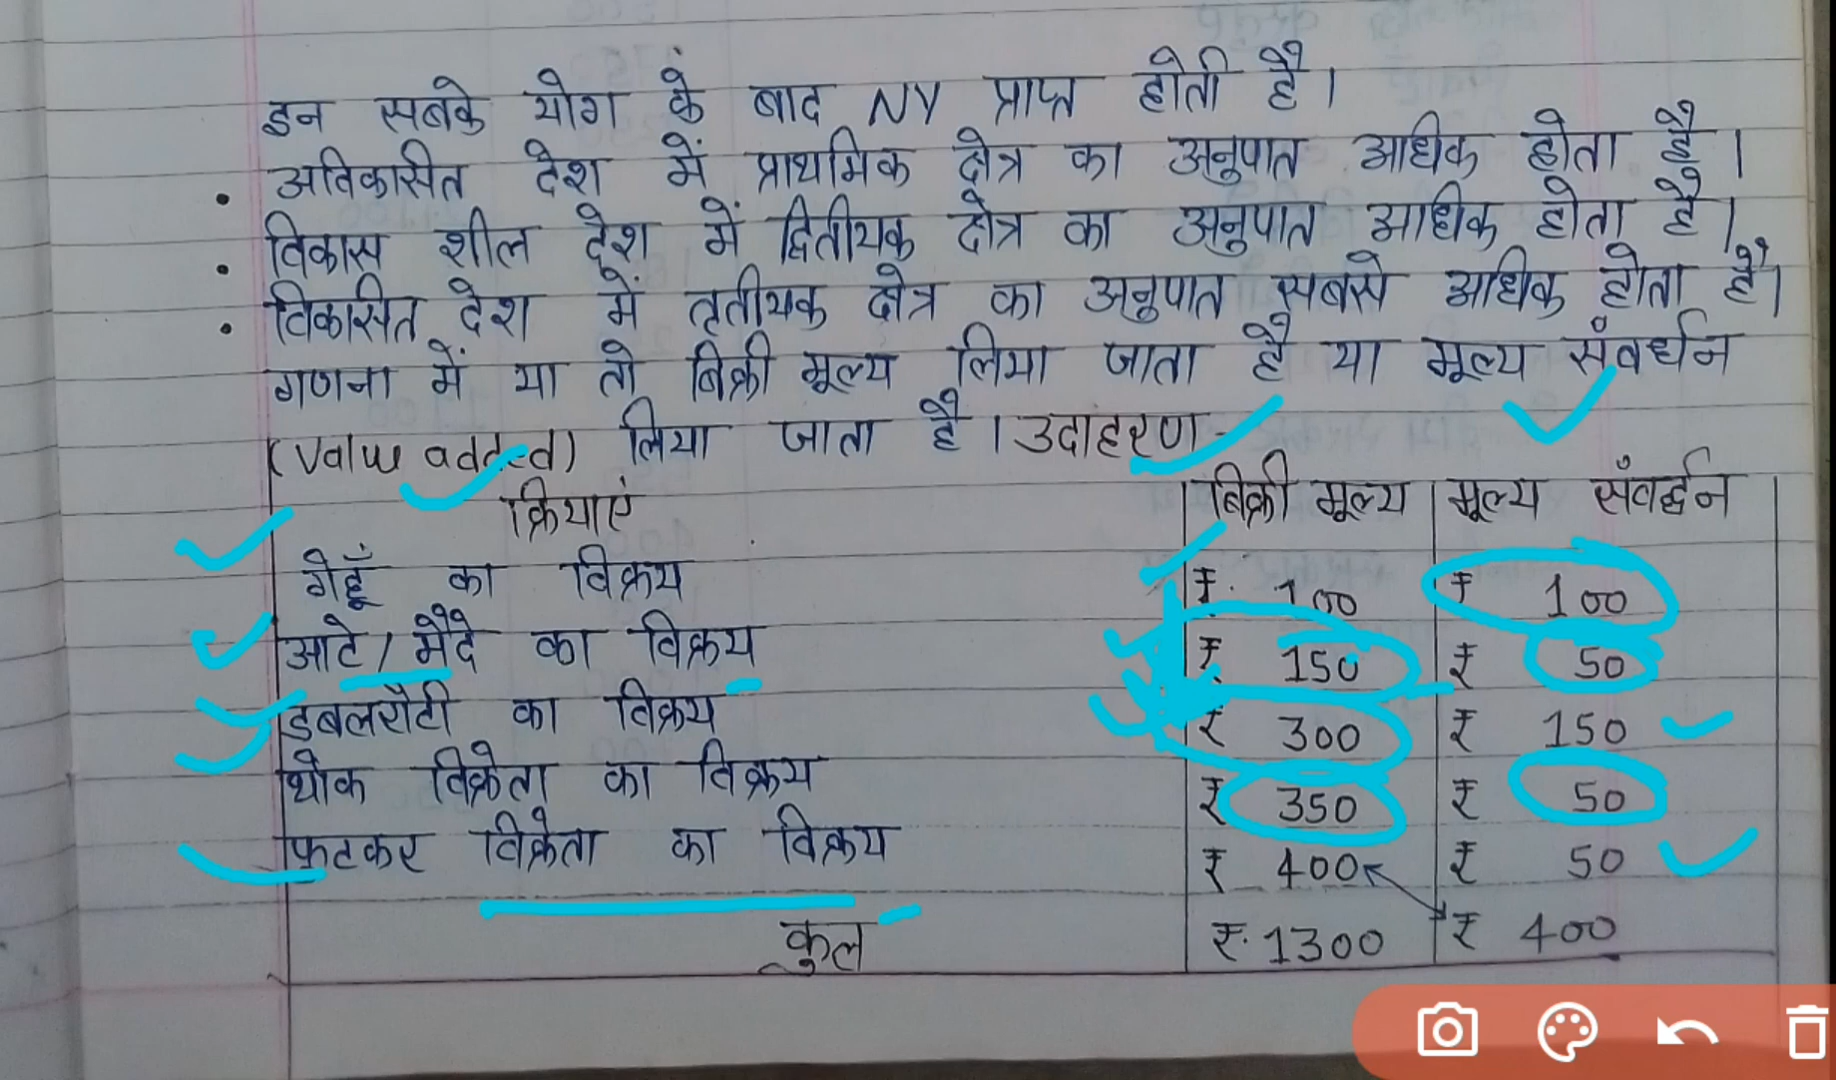 इन सबके योग के बाद NY प्राप्त होती है।
• अविकसित देश में प्राथमिक क्षेत्र का अनुपात अधिक होता है।
• विकास शील देश में द्वितीयक क्षेत्र का अनुपात अधिक होता है।
• विकसित देश में तृतीयक क्षेत्र का अनुपात सबसे अधिक होता है।
गणना में या तो बिक्री मूल्य लिया जाता है या मूल्य संवर्धन
(Value added) लिया जाता है। उदाहरण-
क्रियाएं बिक्री मूल्य मूल्य संवर्द्धन
गेहूँ का विक्रय ₹. 100 ₹ 100
आटे / मैदे का विक्रय ₹. 150 ₹ 50
डबलरोटी का विक्रय ₹ 300 ₹ 150
थोक विक्रेता का विक्रय ₹ 350 ₹ 50
फुटकर विक्रेता का विक्रय ₹ 400 ₹ 50
कुल ₹. 1300 ₹ 400